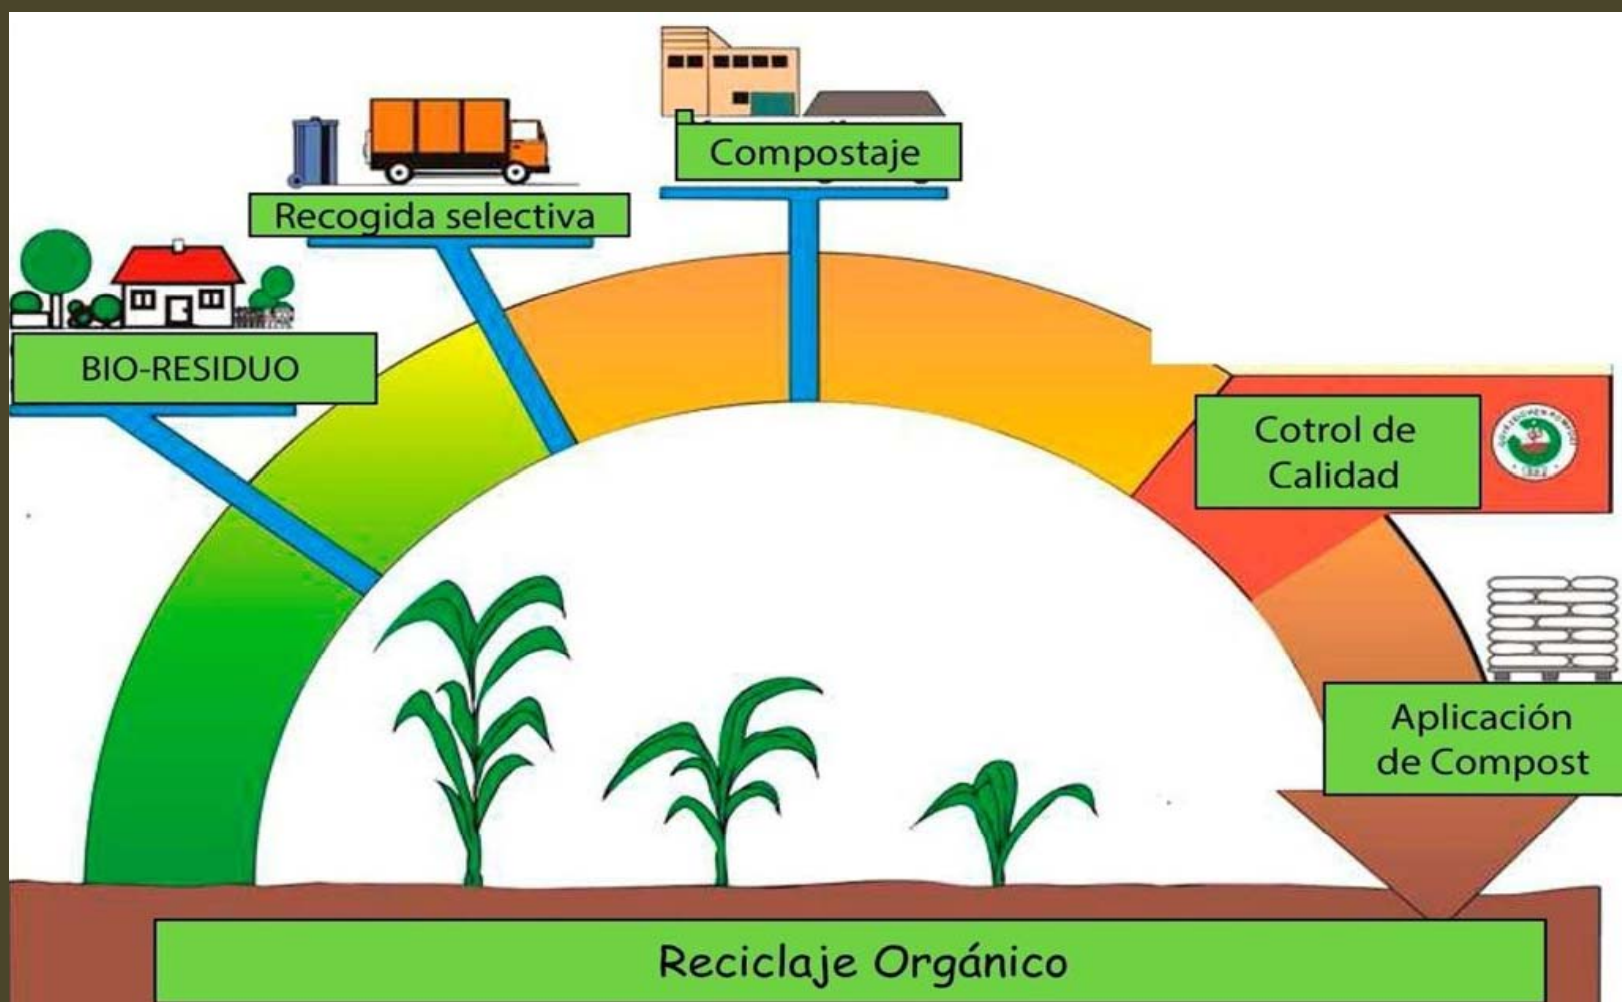 Compostaje
Recogida selectiva
BIO-RESIDUO
Cotrol de
Calidad
Aplicación
de Compost
Reciclaje Orgánico